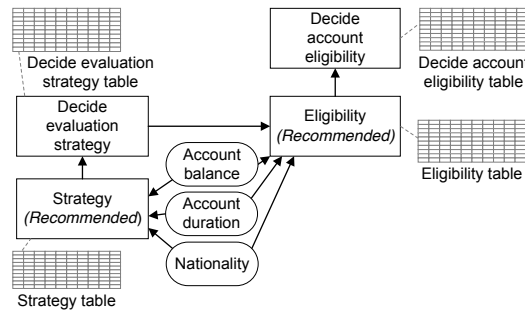 Decide evaluation
strategy table
Decide
account
eligibility
Decide account
eligibility table
Decide
evaluation
strategy
Eligibility
(Recommended)
Account
balance
Eligibility table
Strategy
(Recommended)
Account
duration
Nationality
Strategy table